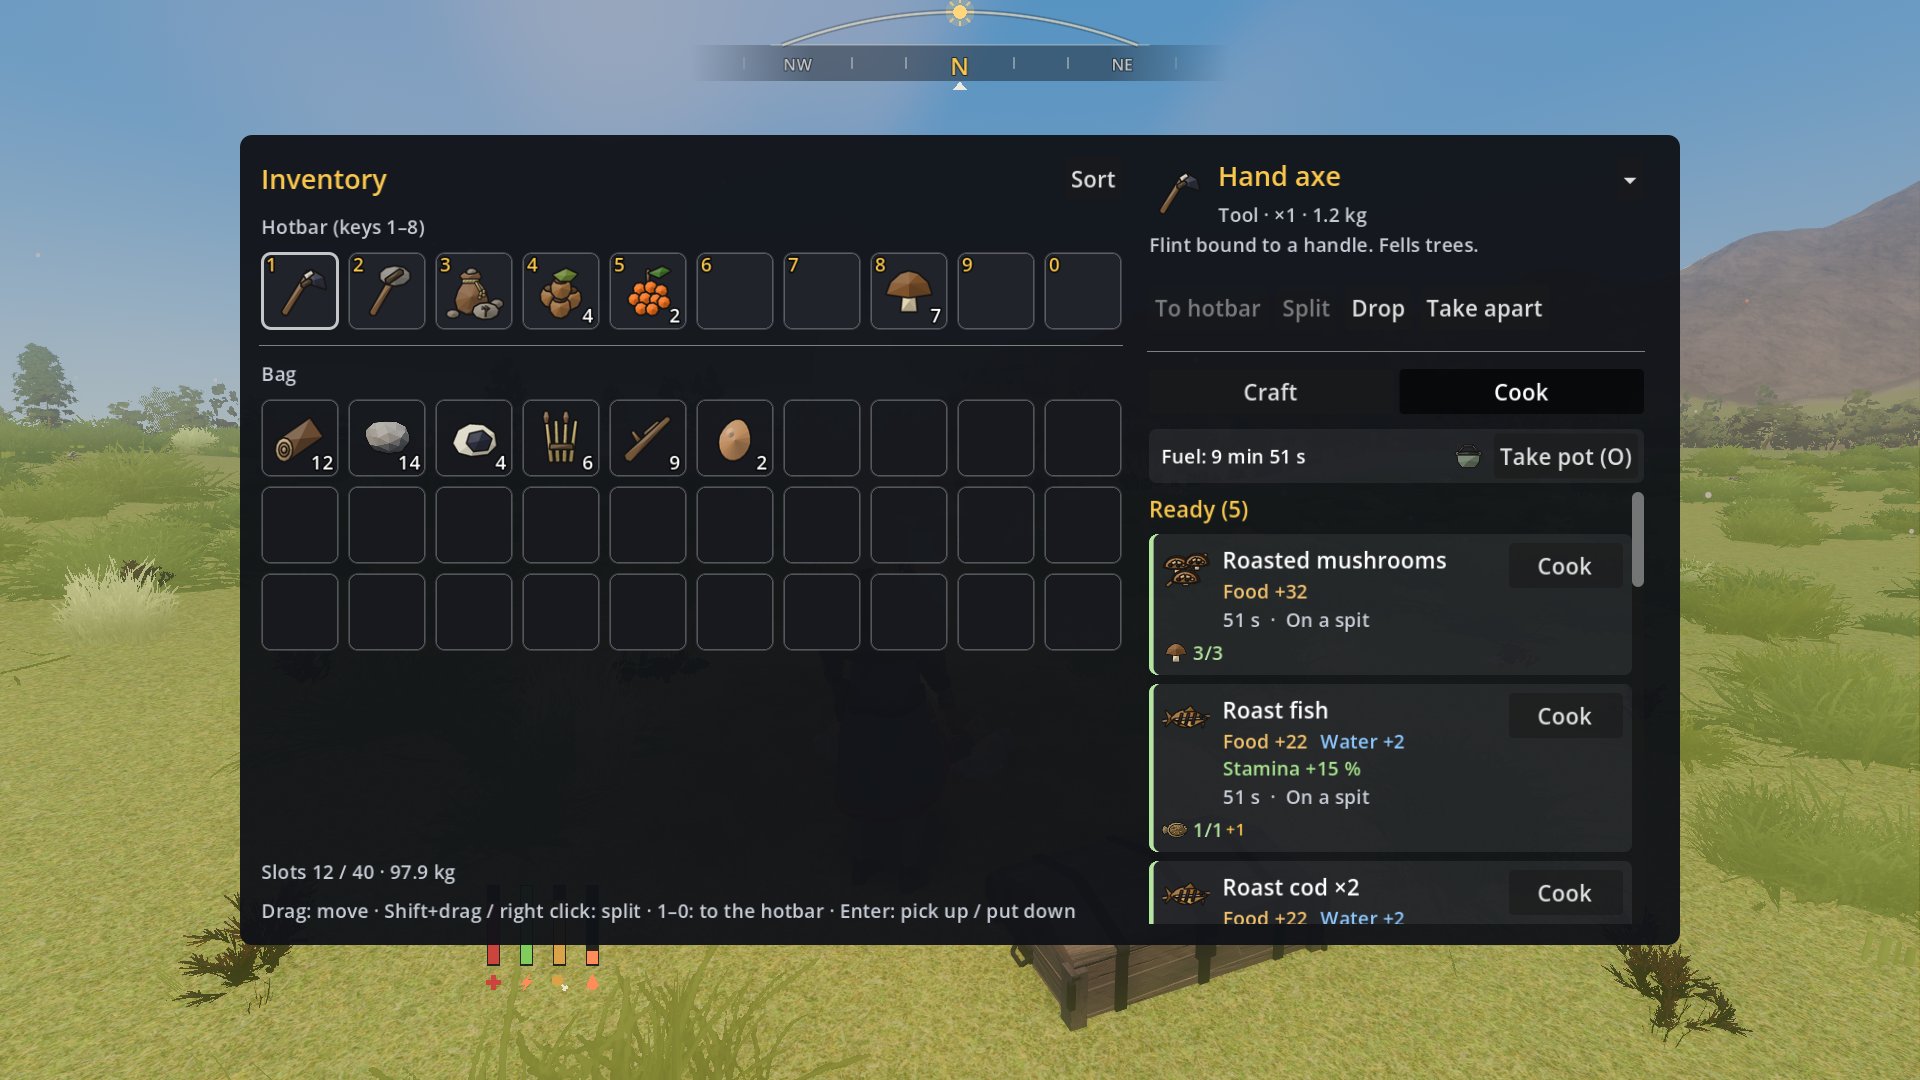 NW N NE
Inventory
Sort
Hotbar (keys 1–8)
1 2 3 4 5 6 7 8 9 0
4 2 7
Bag
12 14 4 6 9 2
Slots 12 / 40 · 97.9 kg
Drag: move · Shift+drag / right click: split · 1–0: to the hotbar · Enter: pick up / put down
Hand axe
Tool · ×1 · 1.2 kg
Flint bound to a handle. Fells trees.
To hotbar Split Drop Take apart
Craft Cook
Fuel: 9 min 51 s Take pot (O)
Ready (5)
Roasted mushrooms Cook
Food +32
51 s · On a spit
3/3
Roast fish Cook
Food +22 Water +2
Stamina +15 %
51 s · On a spit
1/1 +1
Roast cod ×2 Cook
Food +22 Water +2